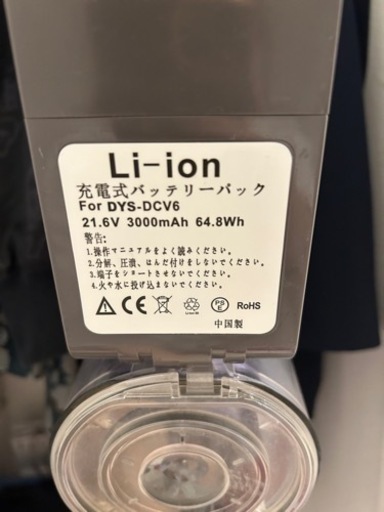 Li-ion
充電式バッテリーパック
For DYS-DCV6
21.6V 3000mAh 64.8Wh
警告:
1.操作マニュアルをよく読みください。
2.分解、圧潰、はんだ付けをしないでください。
3.端子をショートさせないでください。
4.火や水に投げ込まないでください。
CE PSE RoHS
中国製